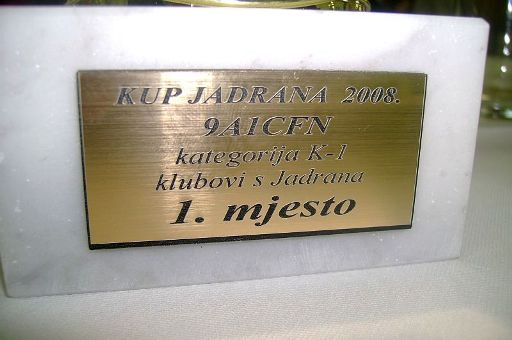 KUP JADRANA 2008.
9A1CFN
kategorija K-1
klubovi s Jadrana
1. mjesto